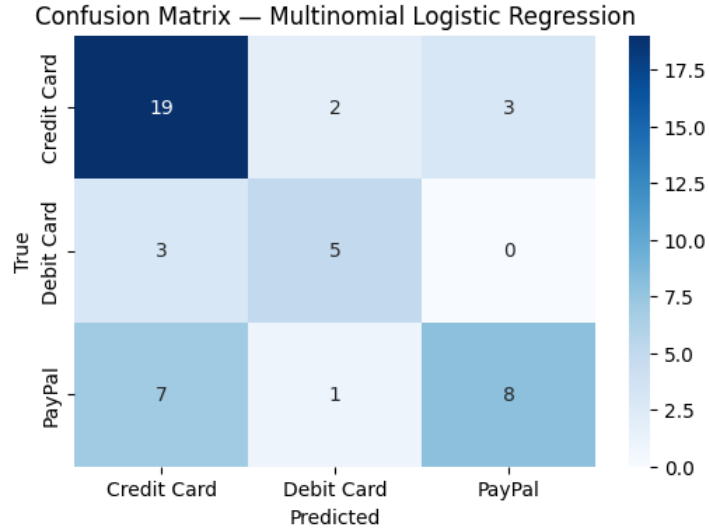 Confusion Matrix — Multinomial Logistic Regression
True
Credit Card
19 2 3
Debit Card
3 5 0
PayPal
7 1 8
Credit Card Debit Card PayPal
Predicted
17.5
15.0
12.5
10.0
7.5
5.0
2.5
0.0